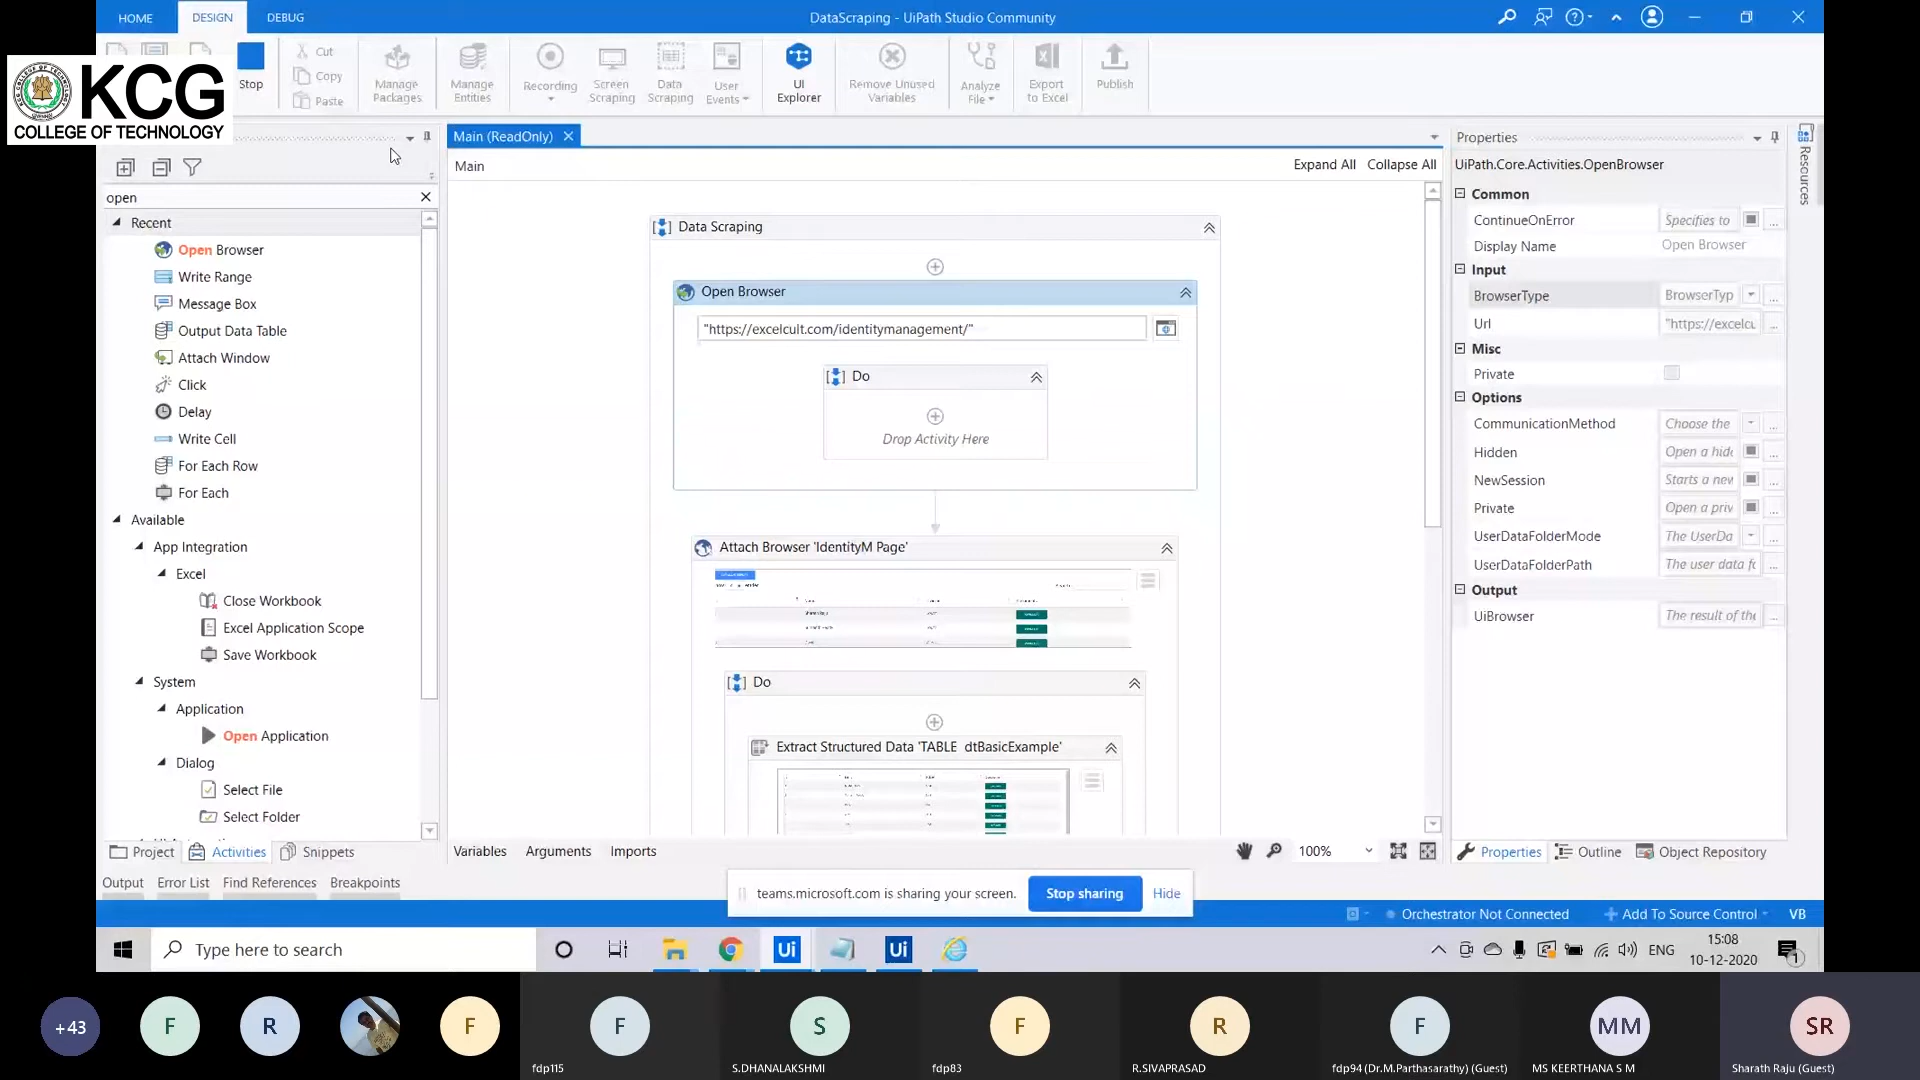 HOME
DESIGN
DEBUG
DataScraping - UiPath Studio Community
KCG
COLLEGE OF TECHNOLOGY
Stop
Cut
Copy
Paste
Manage Packages
Manage Entities
Recording
Screen Scraping
Data Scraping
User Events
UI Explorer
Remove Unused Variables
Analyze File
Export to Excel
Publish
open
Recent
Open Browser
Write Range
Message Box
Output Data Table
Attach Window
Click
Delay
Write Cell
For Each Row
For Each
Available
App Integration
Excel
Close Workbook
Excel Application Scope
Save Workbook
System
Application
Open Application
Dialog
Select File
Select Folder
Project
Activities
Snippets
Output
Error List
Find References
Breakpoints
Main (ReadOnly)
Main
Expand All
Collapse All
Data Scraping
Open Browser
"https://excelcult.com/identitymanagement/"
Do
Drop Activity Here
Attach Browser 'IdentityM Page'
Do
Extract Structured Data 'TABLE dtBasicExample'
Variables
Arguments
Imports
100%
Properties
UiPath.Core.Activities.OpenBrowser
Common
ContinueOnError
Specifies to
Display Name
Open Browser
Input
BrowserType
BrowserTyp
Url
"https://excelcu
Misc
Private
Options
CommunicationMethod
Choose the
Hidden
Open a hid
NewSession
Starts a new
Private
Open a priv
UserDataFolderMode
The UserDa
UserDataFolderPath
The user data fo
Output
UiBrowser
The result of the
Resources
Properties
Outline
Object Repository
teams.microsoft.com is sharing your screen.
Stop sharing
Hide
Orchestrator Not Connected
Add To Source Control
VB
Type here to search
Ui
Ui
ENG
15:08
10-12-2020
1
+43
F
R
F
F
fdp115
S
S.DHANALAKSHMI
F
fdp83
R
R.SIVAPRASAD
F
fdp94 (Dr.M.Parthasarathy) (Guest)
MM
MS KEERTHANA S M
SR
Sharath Raju (Guest)